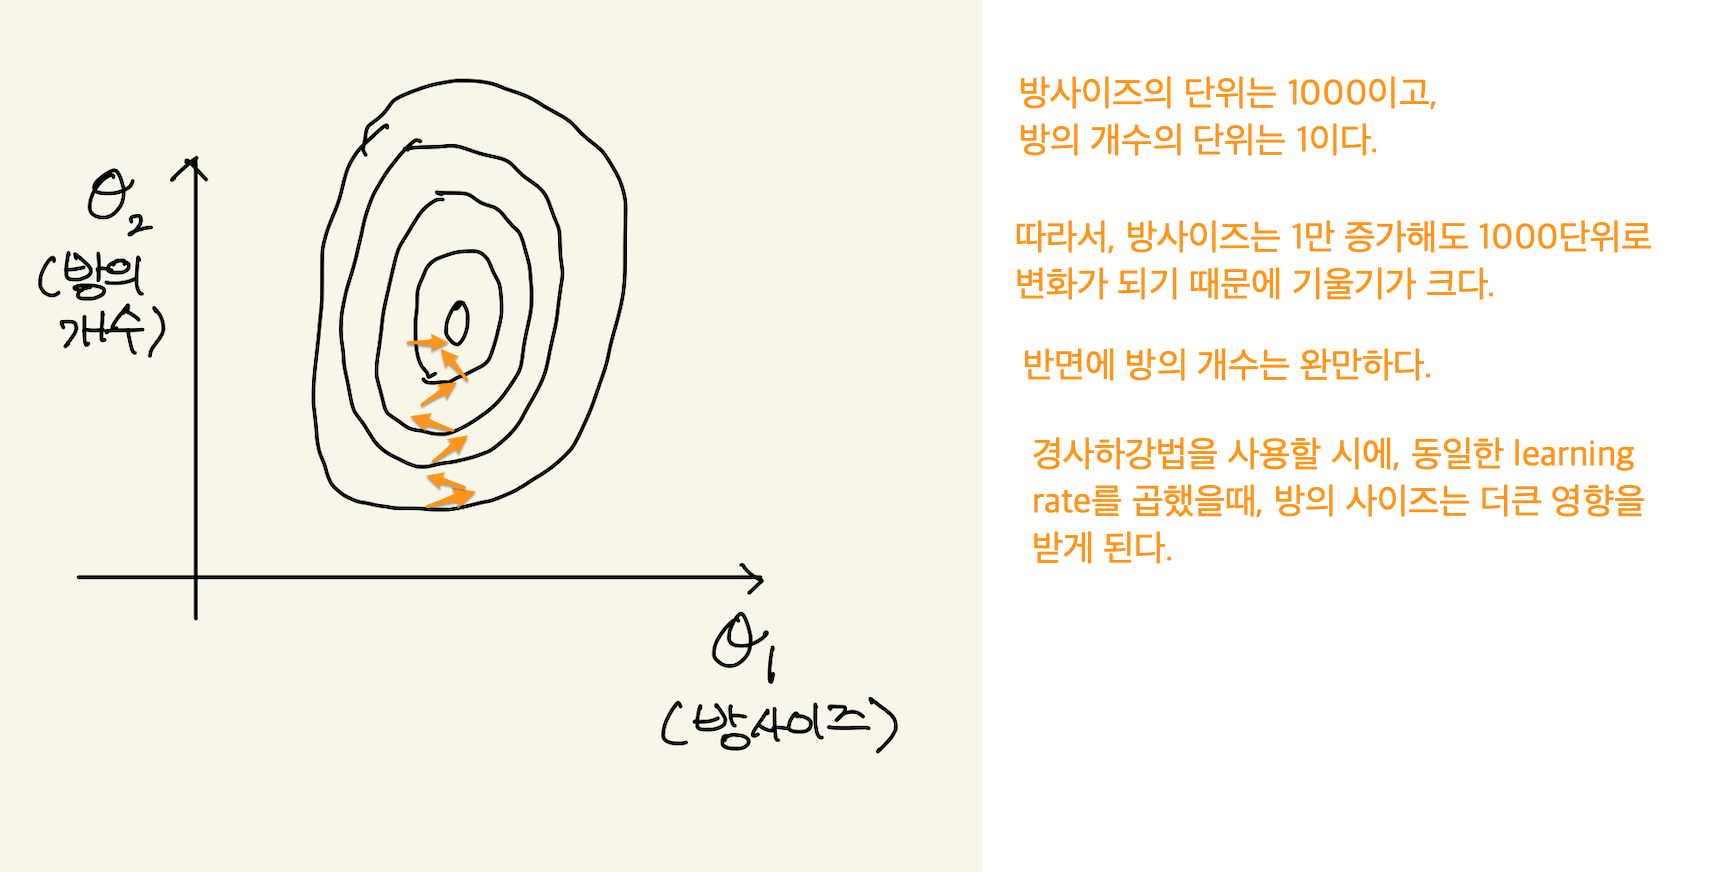 θ₂
(방의
개수)
θ₁
(방사이즈)
방사이즈의 단위는 1000이고,
방의 개수의 단위는 1이다.
따라서, 방사이즈는 1만 증가해도 1000단위로
변화가 되기 때문에 기울기가 크다.
반면에 방의 개수는 완만하다.
경사하강법을 사용할 시에, 동일한 learning
rate를 곱했을때, 방의 사이즈는 더큰 영향을
받게 된다.